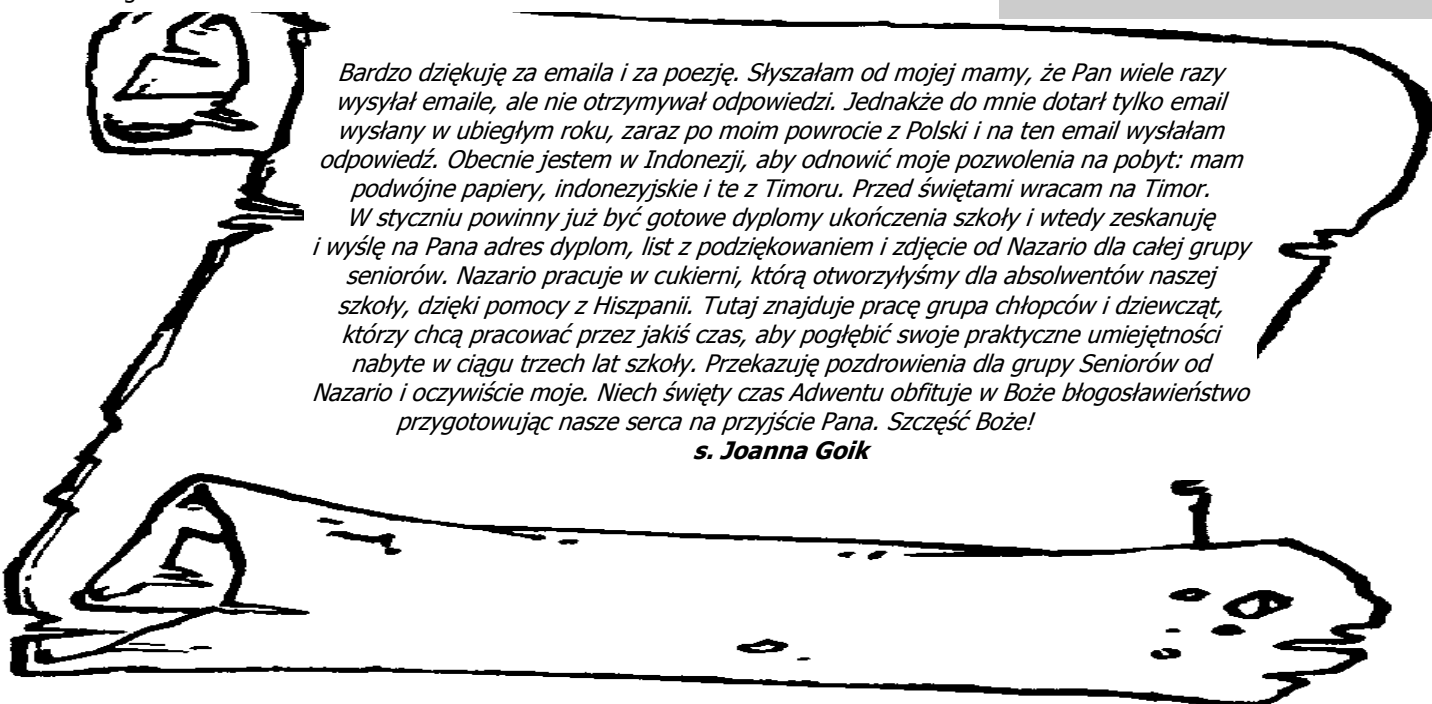 Bardzo dziękuję za emaila i za poezję. Słyszałam od mojej mamy, że Pan wiele razy
wysyłał emaile, ale nie otrzymywał odpowiedzi. Jednakże do mnie dotarł tylko email
wysłany w ubiegłym roku, zaraz po moim powrocie z Polski i na ten email wysłałam
odpowiedź. Obecnie jestem w Indonezji, aby odnowić moje pozwolenia na pobyt: mam
podwójne papiery, indonezyjskie i te z Timoru. Przed świętami wracam na Timor.
W styczniu powinny już być gotowe dyplomy ukończenia szkoły i wtedy zeskanuję
i wyślę na Pana adres dyplom, list z podziękowaniem i zdjęcie od Nazario dla całej grupy
seniorów. Nazario pracuje w cukierni, którą otworzyłyśmy dla absolwentów naszej
szkoły, dzięki pomocy z Hiszpanii. Tutaj znajduje pracę grupa chłopców i dziewcząt,
którzy chcą pracować przez jakiś czas, aby pogłębić swoje praktyczne umiejętności
nabyte w ciągu trzech lat szkoły. Przekazuję pozdrowienia dla grupy Seniorów od
Nazario i oczywiście moje. Niech święty czas Adwentu obfituje w Boże błogosławieństwo
przygotowując nasze serca na przyjście Pana. Szczęść Boże!
s. Joanna Goik